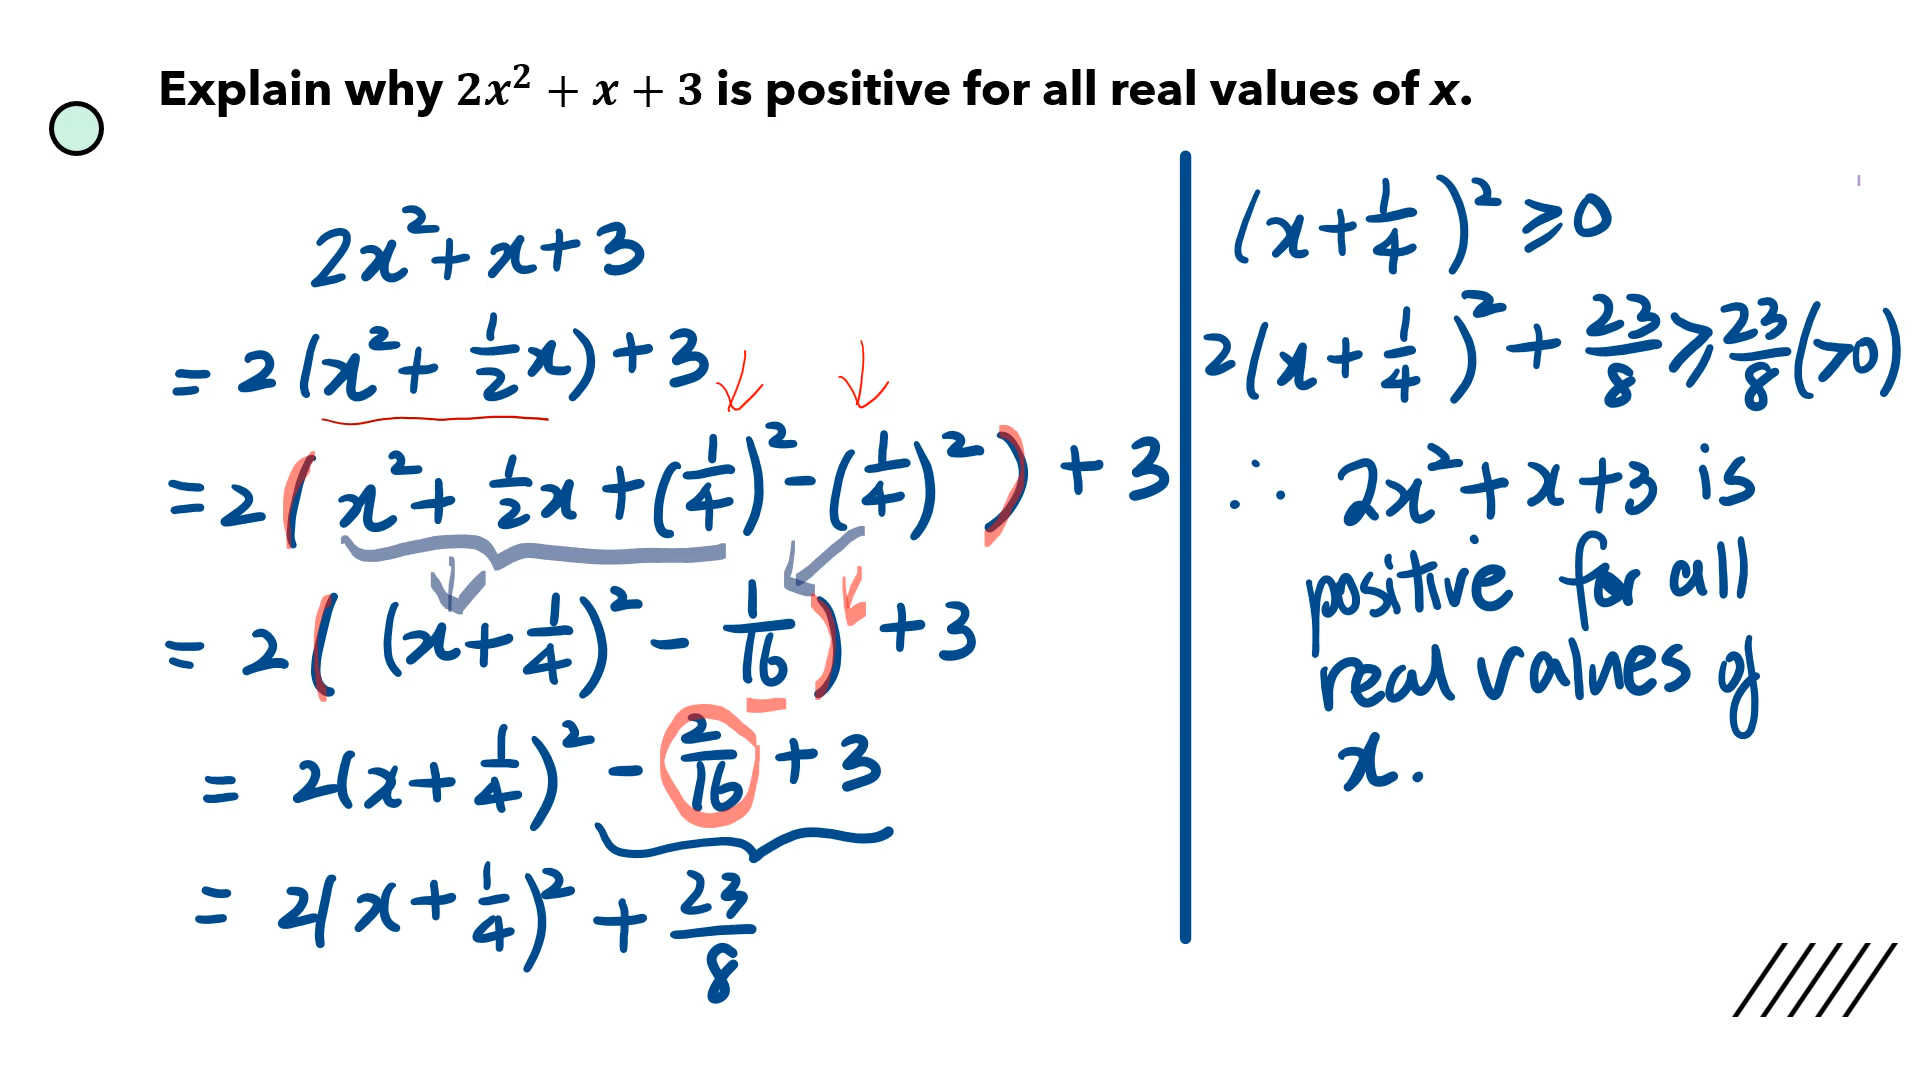 Explain why 2x² + x + 3 is positive for all real values of x.
2x² + x + 3
= 2(x² + 1/2 x) + 3
= 2( x² + 1/2 x + (1/4)² - (1/4)² ) + 3
= 2( (x + 1/4)² - 1/16 ) + 3
= 2(x + 1/4)² - 2/16 + 3
= 2(x + 1/4)² + 23/8
(x + 1/4)² ⩾ 0
2(x + 1/4)² + 23/8 ⩾ 23/8 (>0)
∴ 2x² + x + 3 is
positive for all
real values of
x.